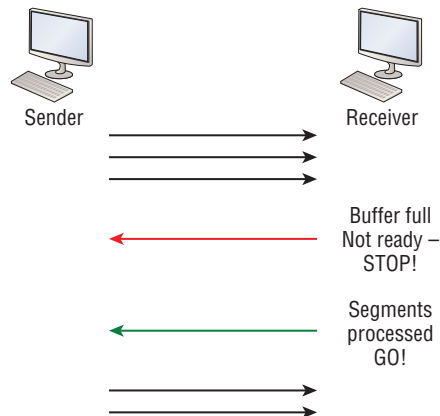 Sender
Receiver
Buffer full
Not ready –
STOP!
Segments
processed
GO!